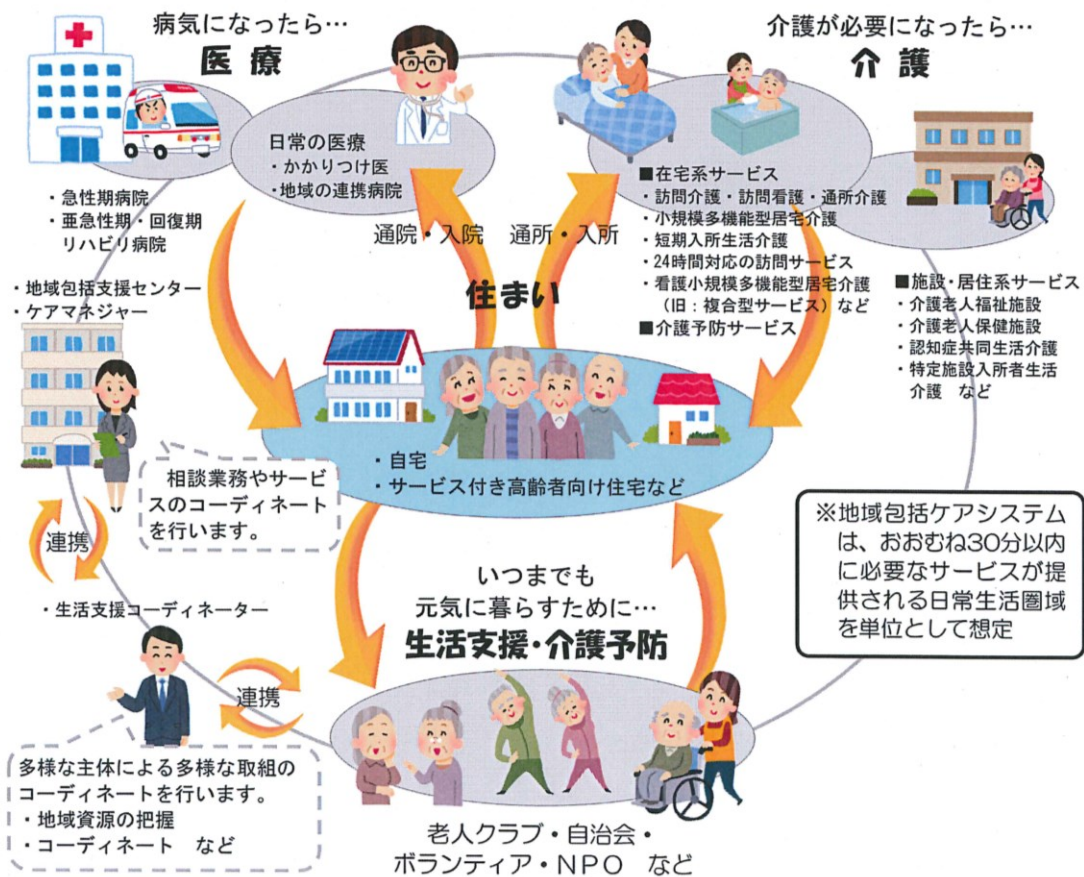 病気になったら…
医療
介護が必要になったら…
介護
日常の医療
・かかりつけ医
・地域の連携病院
・急性期病院
・亜急性期・回復期
リハビリ病院
通院・入院
通所・入所
■在宅系サービス
・訪問介護・訪問看護・通所介護
・小規模多機能型居宅介護
・短期入所生活介護
・24時間対応の訪問サービス
・看護小規模多機能型居宅介護
（旧：複合型サービス）など
■介護予防サービス
■施設・居住系サービス
・介護老人福祉施設
・介護老人保健施設
・認知症共同生活介護
・特定施設入所者生活
介護　など
・地域包括支援センター
・ケアマネジャー
住まい
・自宅
・サービス付き高齢者向け住宅など
相談業務やサービ
スのコーディネート
を行います。
連携
・生活支援コーディネーター
連携
多様な主体による多様な取組の
コーディネートを行います。
・地域資源の把握
・コーディネート　など
いつまでも
元気に暮らすために…
生活支援・介護予防
老人クラブ・自治会・
ボランティア・NPO　など
※地域包括ケアシステム
は、おおむね30分以内
に必要なサービスが提
供される日常生活圏域
を単位として想定